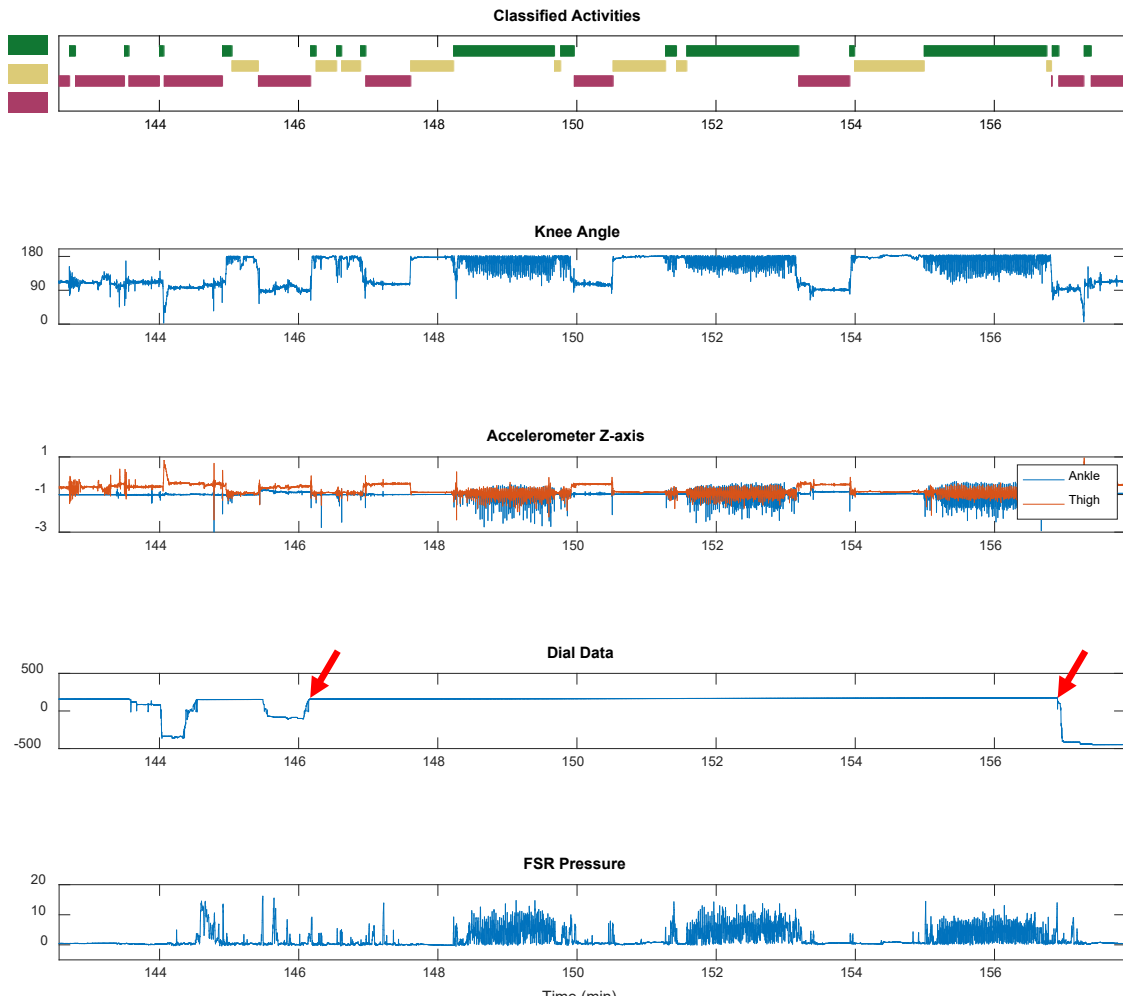 Classified Activities
144 146 148 150 152 154 156
Knee Angle
180
90
0
144 146 148 150 152 154 156
Accelerometer Z-axis
1
-1
-3
Ankle
Thigh
144 146 148 150 152 154 156
Dial Data
500
0
-500
144 146 148 150 152 154 156
FSR Pressure
20
10
0
144 146 148 150 152 154 156
Time (min)